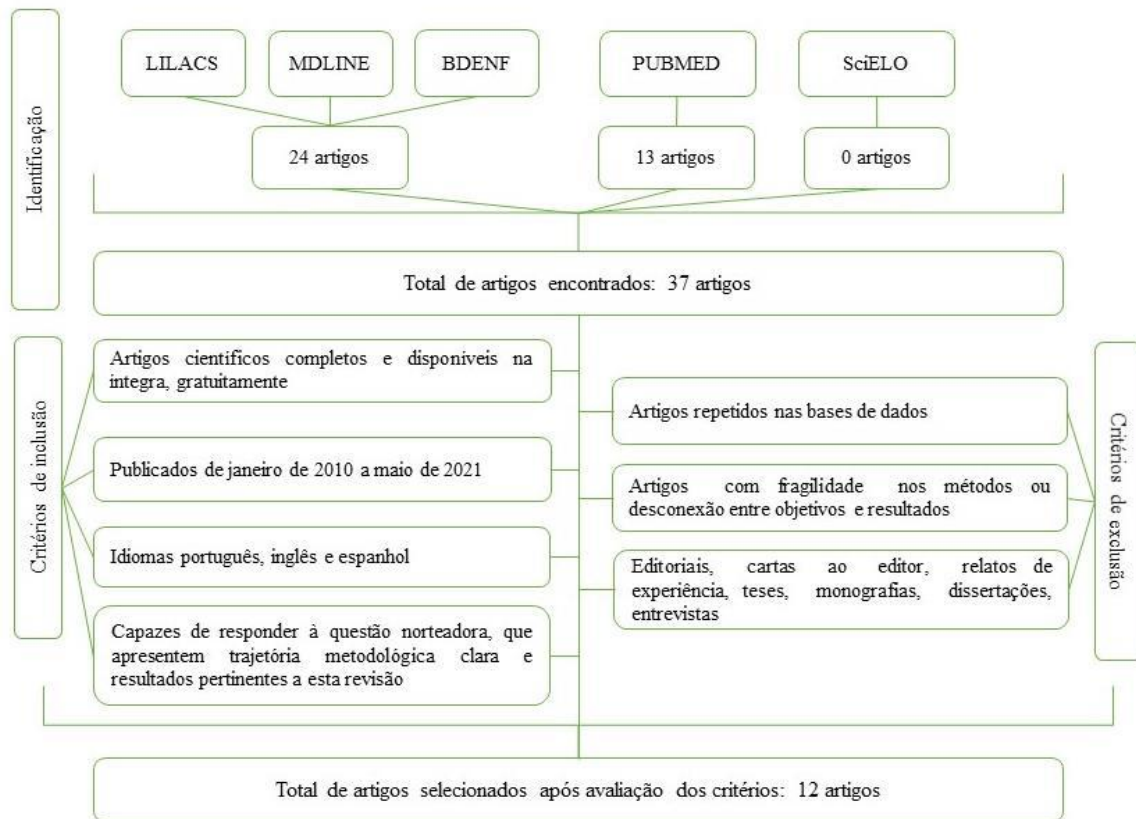 Identificação
LILACS
MDLINE
BDENF
PUBMED
SciELO
24 artigos
13 artigos
0 artigos
Total de artigos encontrados: 37 artigos
Critérios de inclusão
Artigos científicos completos e disponíveis na
integra, gratuitamente
Publicados de janeiro de 2010 a maio de 2021
Idiomas português, inglês e espanhol
Capazes de responder à questão norteadora, que
apresentem trajetória metodológica clara e
resultados pertinentes a esta revisão
Artigos repetidos nas bases de dados
Artigos com fragilidade nos métodos ou
desconexão entre objetivos e resultados
Editoriais, cartas ao editor, relatos de
experiência, teses, monografias, dissertações,
entrevistas
Critérios de exclusão
Total de artigos selecionados após avaliação dos critérios: 12 artigos